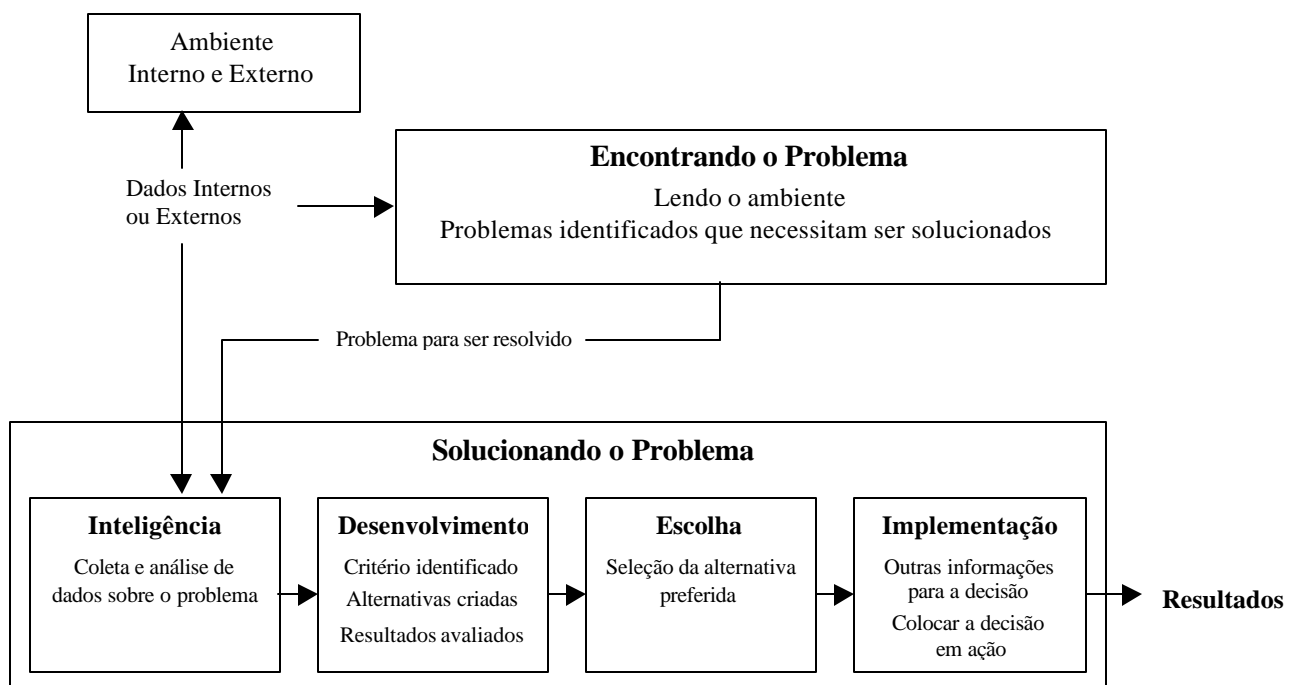 Ambiente
Interno e Externo
Encontrando o Problema
Lendo o ambiente
Problemas identificados que necessitam ser solucionados
Dados Internos
ou Externos
Problema para ser resolvido
Solucionando o Problema
Inteligência
Coleta e análise de
dados sobre o problema
Desenvolvimento
Critério identificado
Alternativas criadas
Resultados avaliados
Escolha
Seleção da alternativa
preferida
Implementação
Outras informações
para a decisão
Colocar a decisão
em ação
Resultados